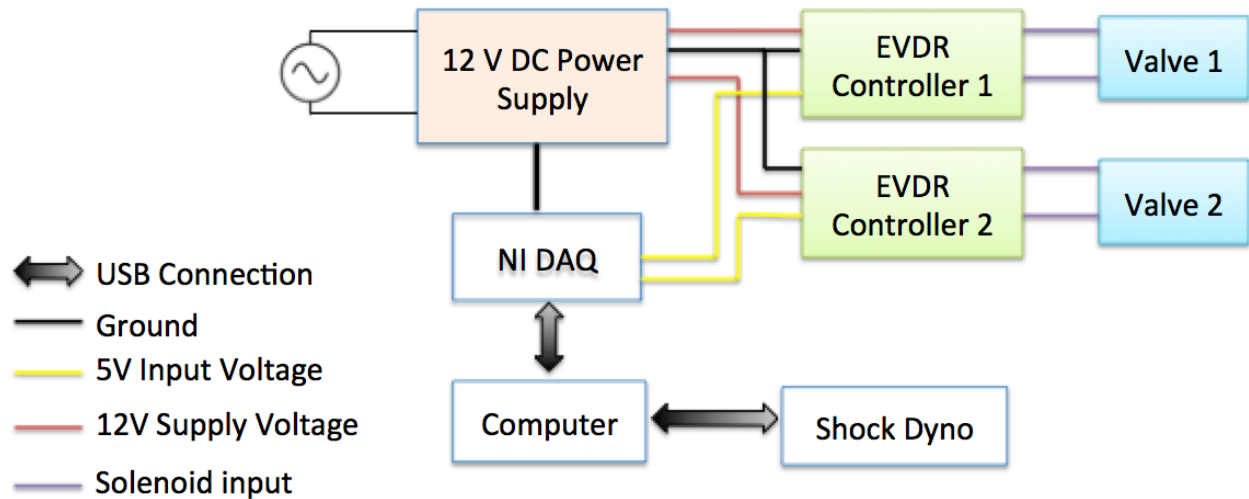 12 V DC Power
Supply
EVDR
Controller 1
Valve 1
EVDR
Controller 2
Valve 2
NI DAQ
USB Connection
Ground
5V Input Voltage
12V Supply Voltage
Solenoid input
Computer
Shock Dyno